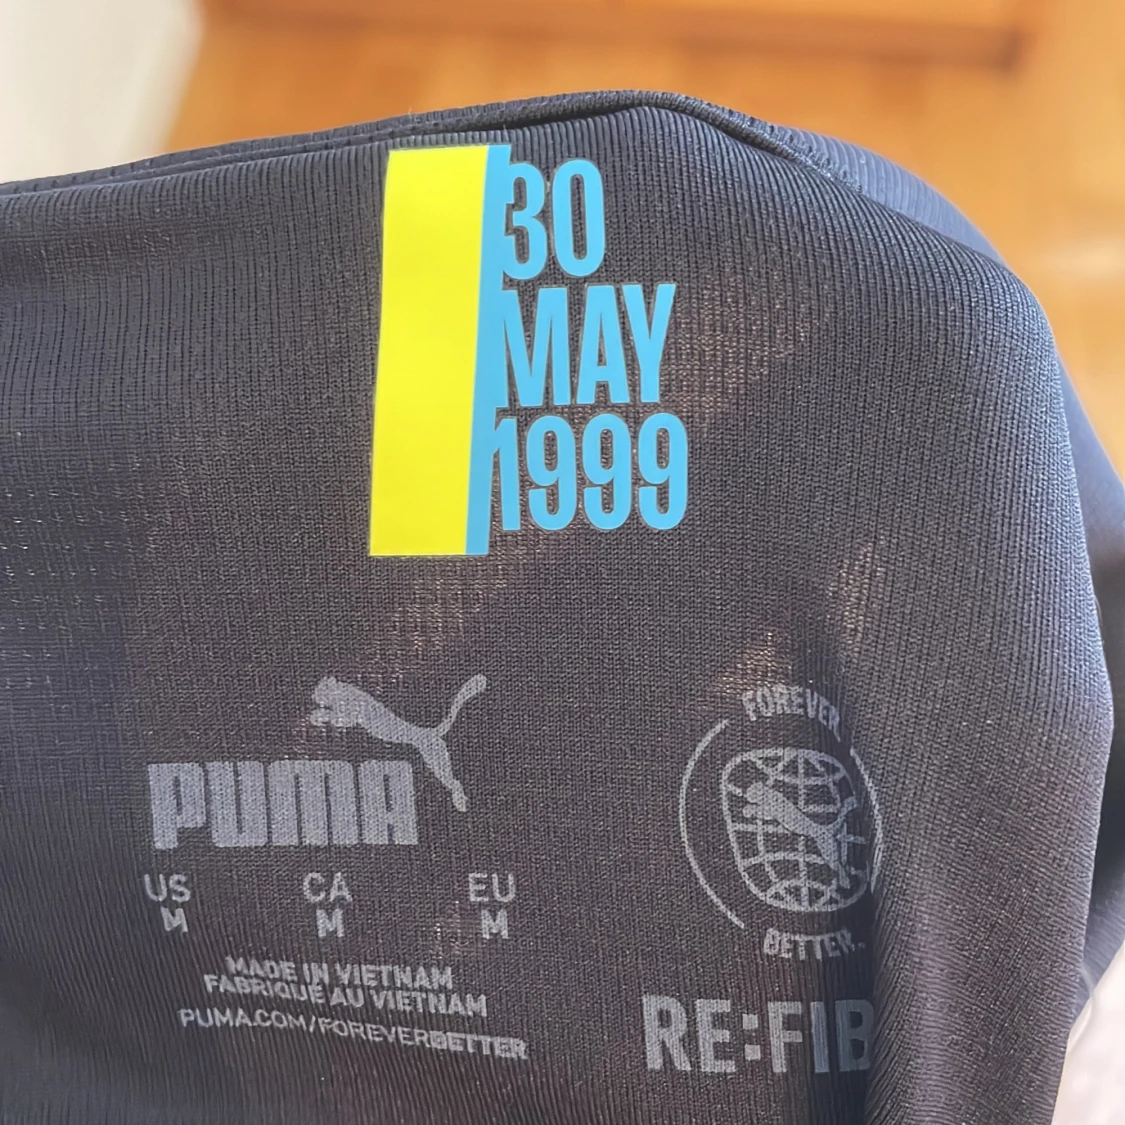 30
MAY
1999
PUMA
US CA EU
M M M
MADE IN VIETNAM
FABRIQUÉ AU VIETNAM
PUMA.COM/FOREVERBETTER
FOREVER
BETTER™
RE:FIB